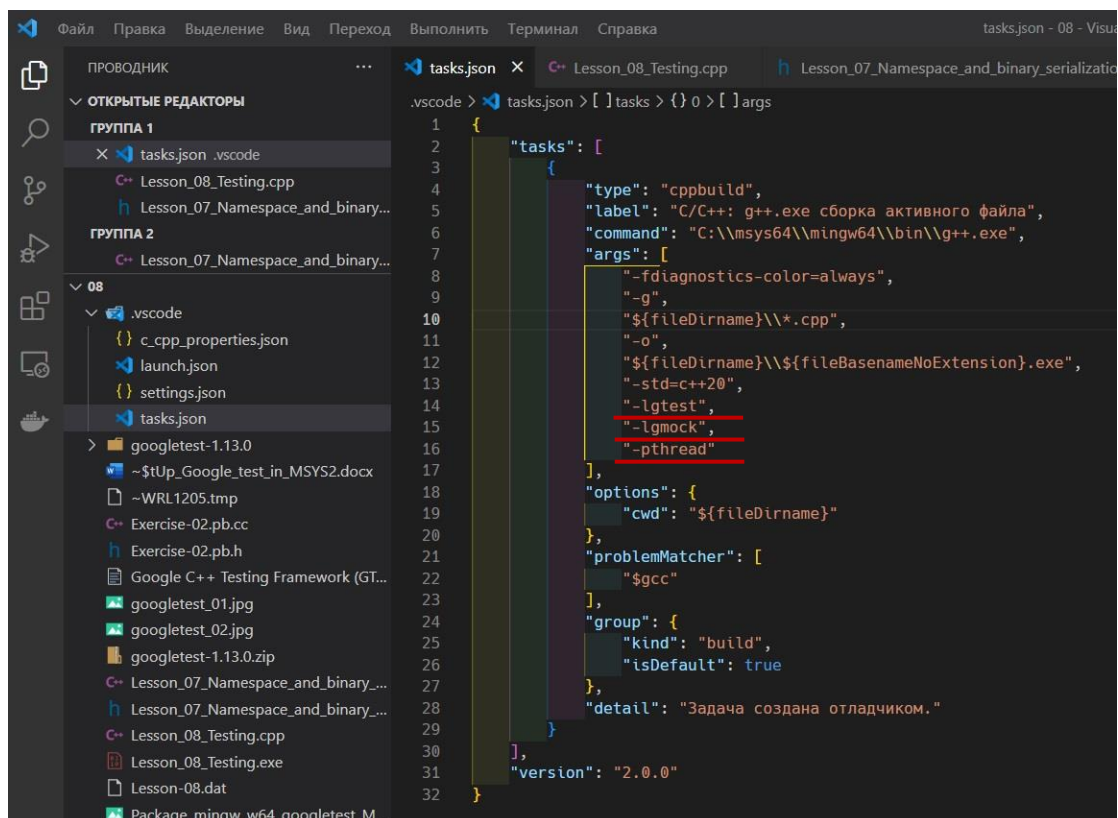 Файл Правка Выделение Вид Переход Выполнить Терминал Справка tasks.json - 08 - Visua
ПРОВОДНИК ···
ОТКРЫТЫЕ РЕДАКТОРЫ
ГРУППА 1
tasks.json .vscode
C++ Lesson_08_Testing.cpp
h Lesson_07_Namespace_and_binary...
ГРУППА 2
C++ Lesson_07_Namespace_and_binary...
08
.vscode
{} c_cpp_properties.json
launch.json
{} settings.json
tasks.json
googletest-1.13.0
~$tUp_Google_test_in_MSYS2.docx
~WRL1205.tmp
C++ Exercise-02.pb.cc
h Exercise-02.pb.h
Google C++ Testing Framework (GT...
googletest_01.jpg
googletest_02.jpg
googletest-1.13.0.zip
C++ Lesson_07_Namespace_and_binary_...
h Lesson_07_Namespace_and_binary_...
C++ Lesson_08_Testing.cpp
Lesson_08_Testing.exe
Lesson-08.dat
Package mingw_w64_googletest_M
tasks.json X C++ Lesson_08_Testing.cpp h Lesson_07_Namespace_and_binary_serializatio
.vscode > tasks.json > [ ] tasks > {} 0 > [ ] args
1 {
2 "tasks": [
3 {
4 "type": "cppbuild",
5 "label": "C/C++: g++.exe сборка активного файла",
6 "command": "C:\\msys64\\mingw64\\bin\\g++.exe",
7 "args": [
8 "-fdiagnostics-color=always",
9 "-g",
10 "${fileDirname}\\*.cpp",
11 "-o",
12 "${fileDirname}\\${fileBasenameNoExtension}.exe",
13 "-std=c++20",
14 "-lgtest",
15 "-lgmock",
16 "-pthread"
17 ],
18 "options": {
19 "cwd": "${fileDirname}"
20 },
21 "problemMatcher": [
22 "$gcc"
23 ],
24 "group": {
25 "kind": "build",
26 "isDefault": true
27 },
28 "detail": "Задача создана отладчиком."
29 }
30 ],
31 "version": "2.0.0"
32 }